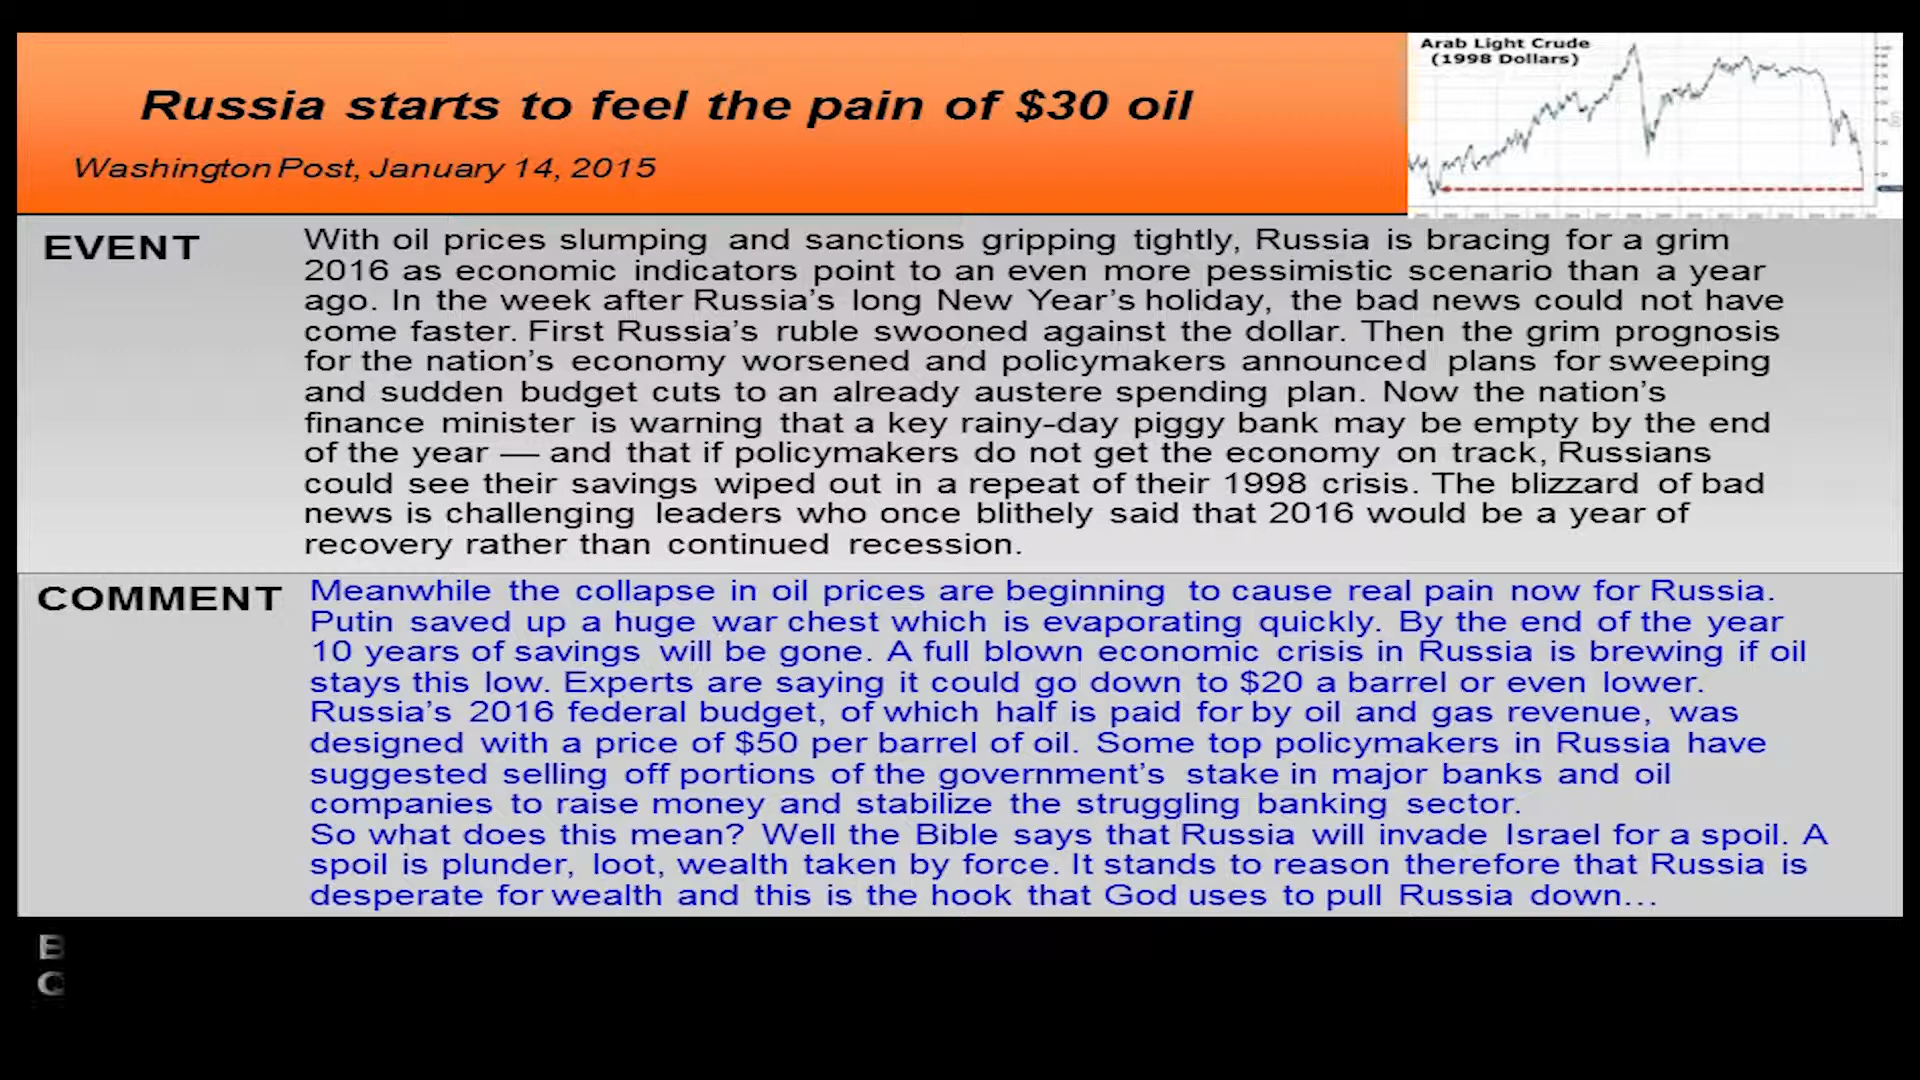 Russia starts to feel the pain of $30 oil
Washington Post, January 14, 2015
Arab Light Crude
(1998 Dollars)
EVENT
With oil prices slumping and sanctions gripping tightly, Russia is bracing for a grim
2016 as economic indicators point to an even more pessimistic scenario than a year
ago. In the week after Russia’s long New Year’s holiday, the bad news could not have
come faster. First Russia’s ruble swooned against the dollar. Then the grim prognosis
for the nation’s economy worsened and policymakers announced plans for sweeping
and sudden budget cuts to an already austere spending plan. Now the nation’s
finance minister is warning that a key rainy-day piggy bank may be empty by the end
of the year — and that if policymakers do not get the economy on track, Russians
could see their savings wiped out in a repeat of their 1998 crisis. The blizzard of bad
news is challenging leaders who once blithely said that 2016 would be a year of
recovery rather than continued recession.
COMMENT
Meanwhile the collapse in oil prices are beginning to cause real pain now for Russia.
Putin saved up a huge war chest which is evaporating quickly. By the end of the year
10 years of savings will be gone. A full blown economic crisis in Russia is brewing if oil
stays this low. Experts are saying it could go down to $20 a barrel or even lower.
Russia’s 2016 federal budget, of which half is paid for by oil and gas revenue, was
designed with a price of $50 per barrel of oil. Some top policymakers in Russia have
suggested selling off portions of the government’s stake in major banks and oil
companies to raise money and stabilize the struggling banking sector.
So what does this mean? Well the Bible says that Russia will invade Israel for a spoil. A
spoil is plunder, loot, wealth taken by force. It stands to reason therefore that Russia is
desperate for wealth and this is the hook that God uses to pull Russia down…
B